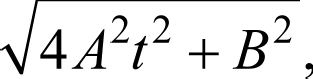 √4A²t² + B²,